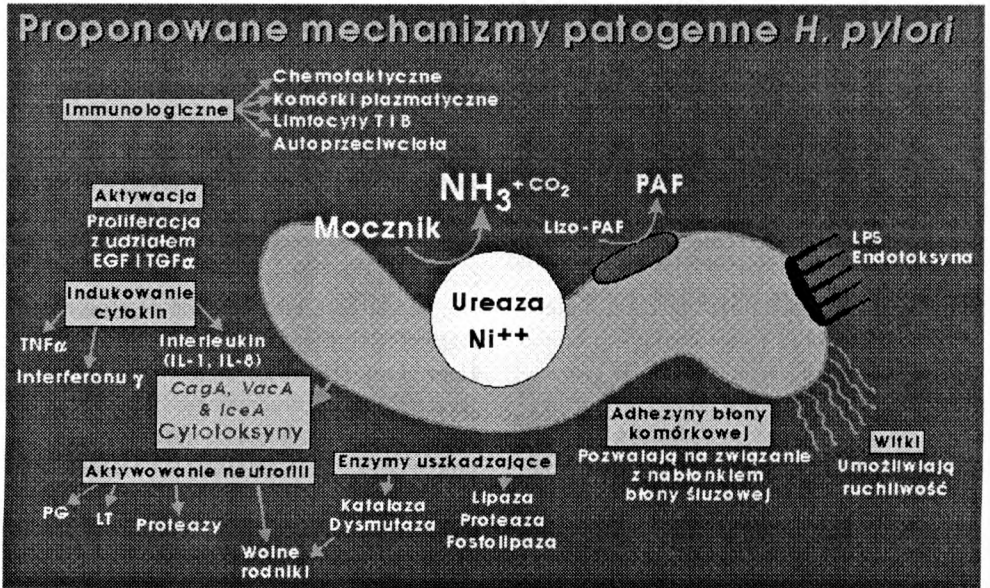 Proponowane mechanizmy patogenne H. pylori
Immunologiczne
Chemotaktyczne
Komórki plazmatyczne
Limfocyty T i B
Autoprzeciwciała
Aktywacja
Proliferacja
z udziałem
EGF i TGFα
Indukowanie
cytokin
TNFα
Interferonu γ
Interleukin
(IL-1, IL-8)
CagA, VacA
& IceA
Cytotoksyny
Mocznik
NH3 + CO2
Ureaza
Ni++
Lizo-PAF
PAF
LPS
Endotoksyna
Adhezyny błony
komórkowej
Pozwalają na związanie
z nabłonkiem
błony śluzowej
Witki
Umożliwiają
ruchliwość
Aktywowanie neutrofili
PG
LT
Proteazy
Wolne
rodniki
Enzymy uszkadzające
Katalaza
Dysmutaza
Lipaza
Proteaza
Fosfolipaza